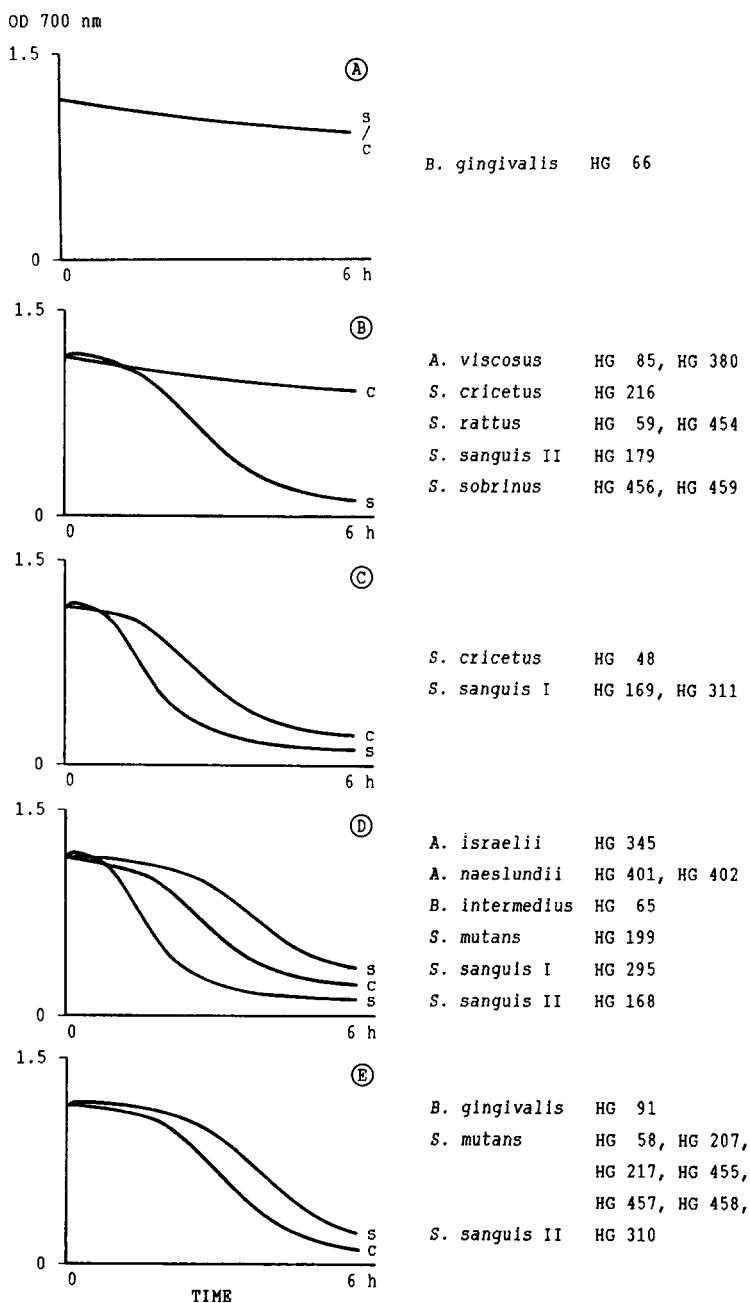 OD 700 nm
1.5
A
s
/
c
B. gingivalis HG 66
0
0 6 h
1.5
B
A. viscosus HG 85, HG 380
c
S. cricetus HG 216
S. rattus HG 59, HG 454
S. sanguis II HG 179
S. sobrinus HG 456, HG 459
s
0
0 6 h
1.5
C
S. cricetus HG 48
S. sanguis I HG 169, HG 311
c
s
0
0 6 h
1.5
D
A. israelii HG 345
A. naeslundii HG 401, HG 402
B. intermedius HG 65
S. mutans HG 199
s
S. sanguis I HG 295
c
s
S. sanguis II HG 168
0
0 6 h
1.5
E
B. gingivalis HG 91
S. mutans HG 58, HG 207,
HG 217, HG 455,
HG 457, HG 458,
s
S. sanguis II HG 310
c
0
0 6 h
TIME